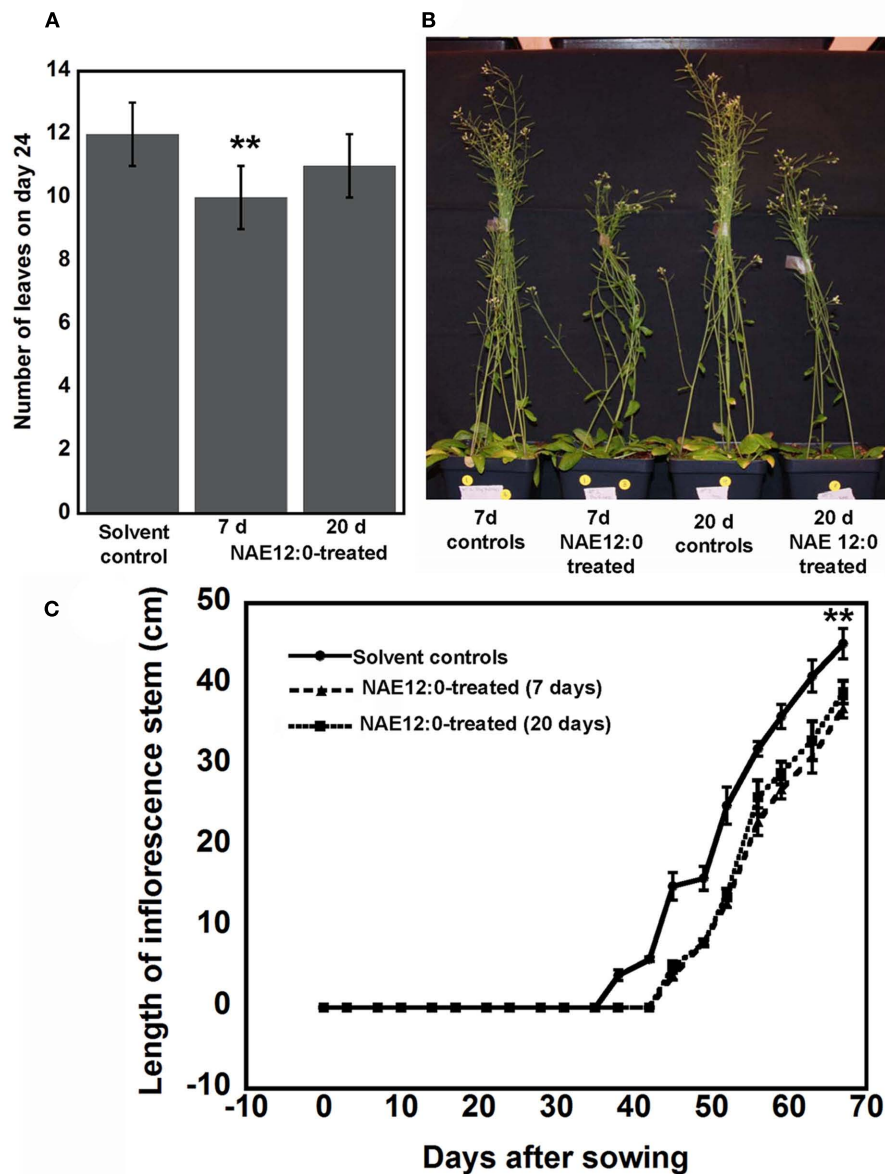 A
Number of leaves on day 24
14
12
10
8
6
4
2
0
**
Solvent
control
7 d
20 d
NAE12:0-treated
B
7d
controls
7d
NAE12:0
treated
20 d
controls
20 d
NAE 12:0
treated
C
Length of inflorescence stem (cm)
50
40
30
20
10
0
-10
**
Solvent controls
NAE12:0-treated (7 days)
NAE12:0-treated (20 days)
-10 0 10 20 30 40 50 60 70
Days after sowing